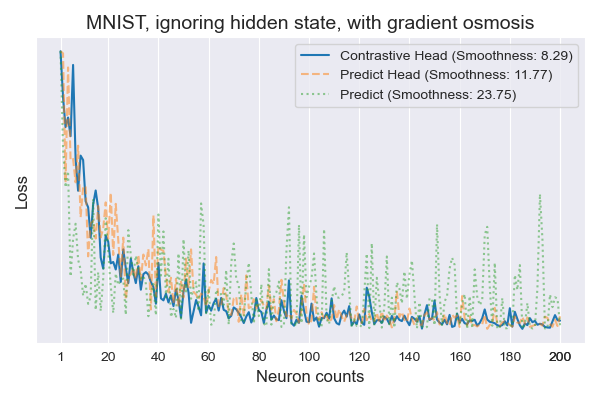 MNIST, ignoring hidden state, with gradient osmosis
Contrastive Head (Smoothness: 8.29)
Predict Head (Smoothness: 11.77)
Predict (Smoothness: 23.75)
Loss
1 20 40 60 80 100 120 140 160 180 200
Neuron counts